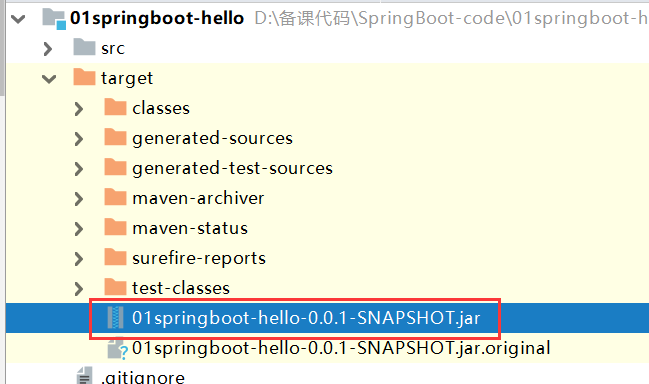 01springboot-hello D:\备课代码\SpringBoot-code\01springboot-h
src
target
classes
generated-sources
generated-test-sources
maven-archiver
maven-status
surefire-reports
test-classes
01springboot-hello-0.0.1-SNAPSHOT.jar
01springboot-hello-0.0.1-SNAPSHOT.jar.original
.gitignore